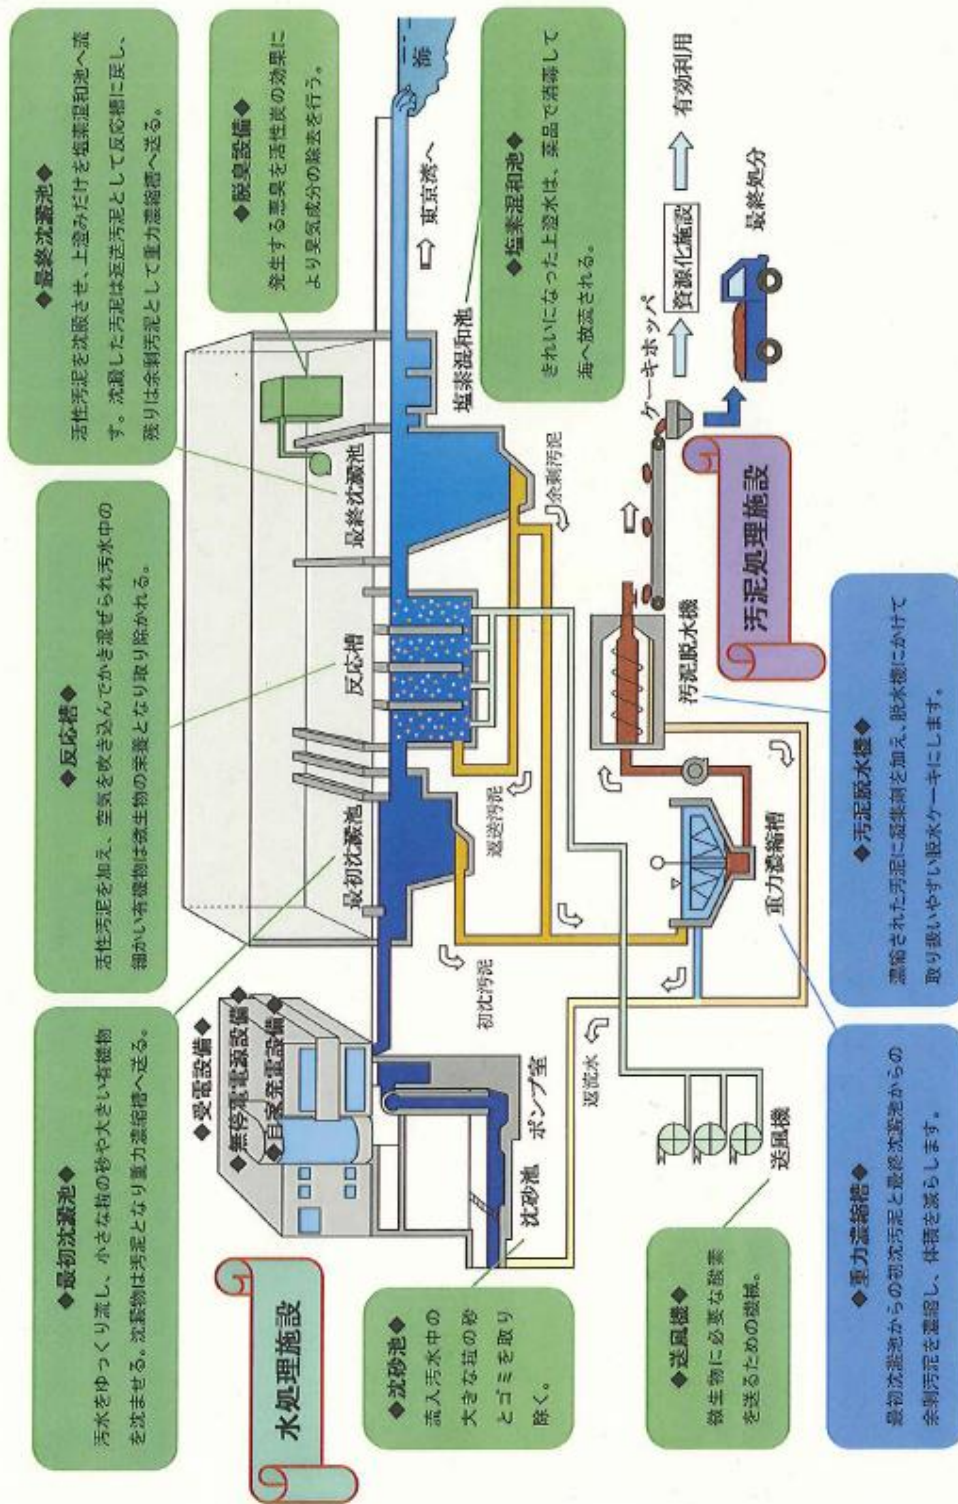 水処理施設
◆最初沈澱池◆
汚水をゆっくり流し、小さな粒の砂や大きい有機物
を沈ませる。沈澱物は汚泥となり重力濃縮槽へ送る。
◆反応槽◆
活性汚泥を加え、空気を吹き込んでかき混ぜられ汚水中の
細かい有機物は微生物の栄養となり取り除かれる。
◆最終沈澱池◆
活性汚泥を沈殿させ、上澄みだけを塩素混和池へ流
す。沈澱した汚泥は返送汚泥として反応槽に戻し、
残りは余剰汚泥として重力濃縮槽へ送る。
◆脱臭設備◆
発生する悪臭を活性炭の効果に
より臭気成分の除去を行う。
◆受電設備◆
◆無停電電源設備◆
◆自家発電設備◆
最初沈澱池
反応槽
最終沈澱池
塩素混和池
東京湾へ
海
沈砂池
ポンプ室
初沈汚泥
返送汚泥
余剰汚泥
◆沈砂池◆
流入汚水中の
大きな粒の砂
とゴミを取り
除く。
◆塩素混和池◆
きれいになった上澄水は、薬品で消毒して
海へ放流される。
返流水
送風機
重力濃縮槽
汚泥脱水機
ケーキホッパ
資源化施設
有効利用
最終処分
汚泥処理施設
◆送風機◆
微生物に必要な酸素
を送るための機械。
◆重力濃縮槽◆
最初沈澱池からの初沈汚泥と最終沈澱池からの
余剰汚泥を濃縮し、体積を減らします。
◆汚泥脱水機◆
濃縮された汚泥に凝集剤を加え、脱水機にかけて
取り扱いやすい脱水ケーキにします。